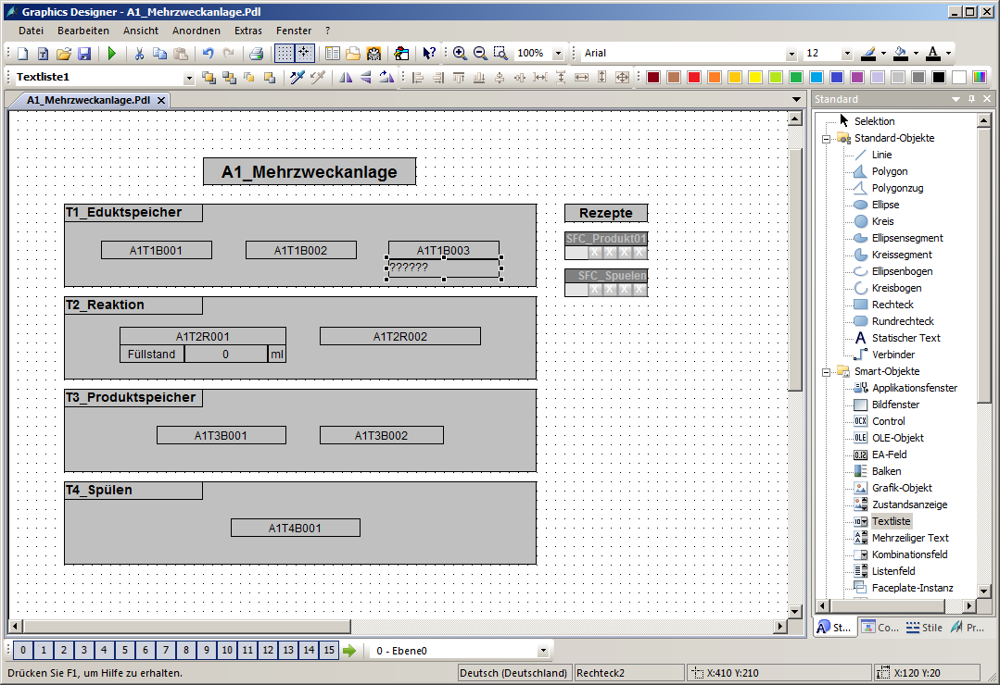 Graphics Designer - A1_Mehrzweckanlage.Pdl
Datei Bearbeiten Ansicht Anordnen Extras Fenster ?
100% Arial 12
Textliste1
A1_Mehrzweckanlage.Pdl
Standard
A1_Mehrzweckanlage
T1_Eduktspeicher
A1T1B001 A1T1B002 A1T1B003
??????
Rezepte
SFC_Produkt01
X X X X
SFC_Spuelen
X X X X
T2_Reaktion
A1T2R001 A1T2R002
Füllstand 0 ml
T3_Produktspeicher
A1T3B001 A1T3B002
T4_Spülen
A1T4B001
Selektion
Standard-Objekte
Linie
Polygon
Polygonzug
Ellipse
Kreis
Ellipsensegment
Kreissegment
Ellipsenbogen
Kreisbogen
Rechteck
Rundrechteck
A Statischer Text
Verbinder
Smart-Objekte
Applikationsfenster
Bildfenster
OCX Control
OLE OLE-Objekt
0.12 EA-Feld
Balken
Grafik-Objekt
Zustandsanzeige
Textliste
Mehrzeiliger Text
Kombinationsfeld
Listenfeld
Faceplate-Instanz
St... Co... Stile Pr...
0 1 2 3 4 5 6 7 8 9 10 11 12 13 14 15 0 - Ebene0
Drücken Sie F1, um Hilfe zu erhalten. Deutsch (Deutschland) Rechteck2 X:410 Y:210 X:120 Y:20